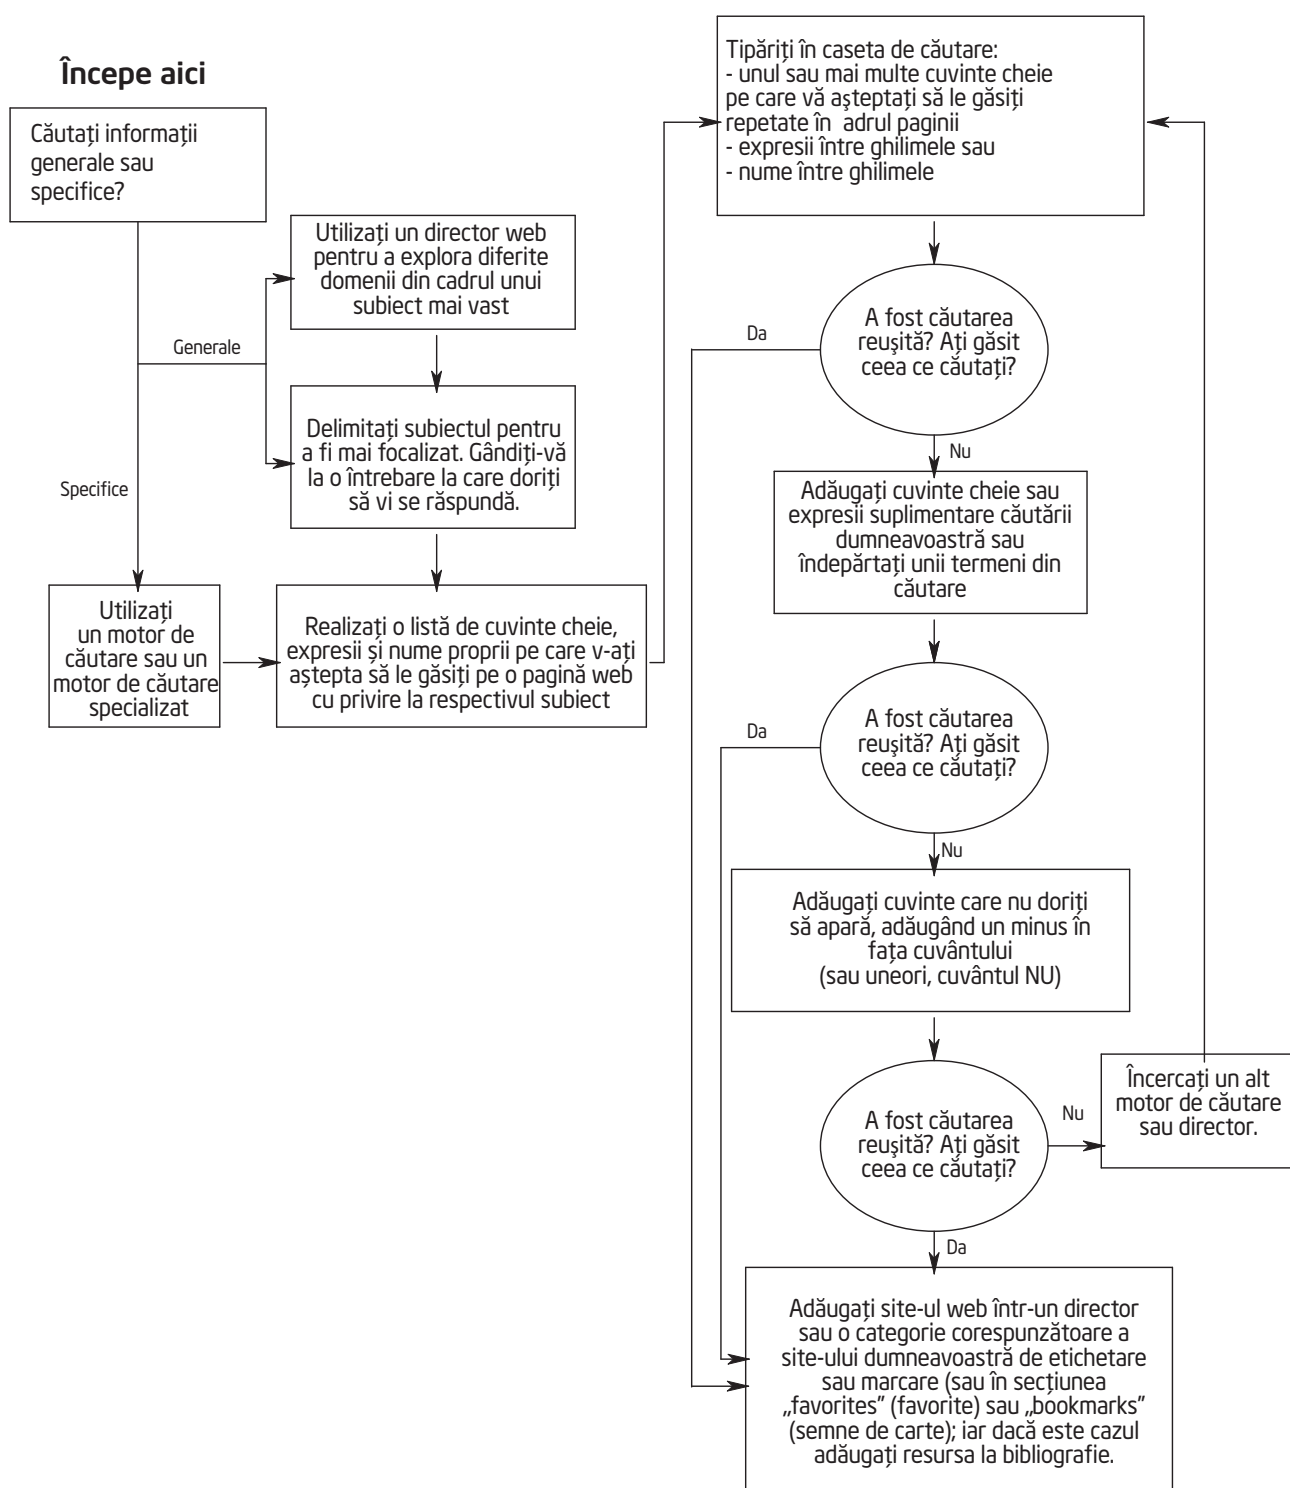 Începe aici
Căutați informații
generale sau
specifice?
Generale
Specifice
Utilizați un director web
pentru a explora diferite
domenii din cadrul unui
subiect mai vast
Delimitați subiectul pentru
a fi mai focalizat. Gândiți-vă
la o întrebare la care doriți
să vi se răspundă.
Utilizați
un motor de
căutare sau un
motor de căutare
specializat
Realizați o listă de cuvinte cheie,
expresii și nume proprii pe care v-ați
aștepta să le găsiți pe o pagină web
cu privire la respectivul subiect
Tipăriți în caseta de căutare:
- unul sau mai multe cuvinte cheie
pe care vă aşteptați să le găsiți
repetate în adrul paginii
- expresii între ghilimele sau
- nume între ghilimele
A fost căutarea
reuşită? Ați găsit
ceea ce căutați?
Da
Nu
Adăugați cuvinte cheie sau
expresii suplimentare căutării
dumneavoastră sau
îndepărtați unii termeni din
căutare
A fost căutarea
reuşită? Ați găsit
ceea ce căutați?
Da
Nu
Adăugați cuvinte care nu doriți
să apară, adăugând un minus în
fața cuvântului
(sau uneori, cuvântul NU)
A fost căutarea
reuşită? Ați găsit
ceea ce căutați?
Nu
Încercați un alt
motor de căutare
sau director.
Da
Adăugați site-ul web într-un director
sau o categorie corespunzătoare a
site-ului dumneavoastră de etichetare
sau marcare (sau în secțiunea
„favorites” (favorite) sau „bookmarks”
(semne de carte); iar dacă este cazul
adăugați resursa la bibliografie.